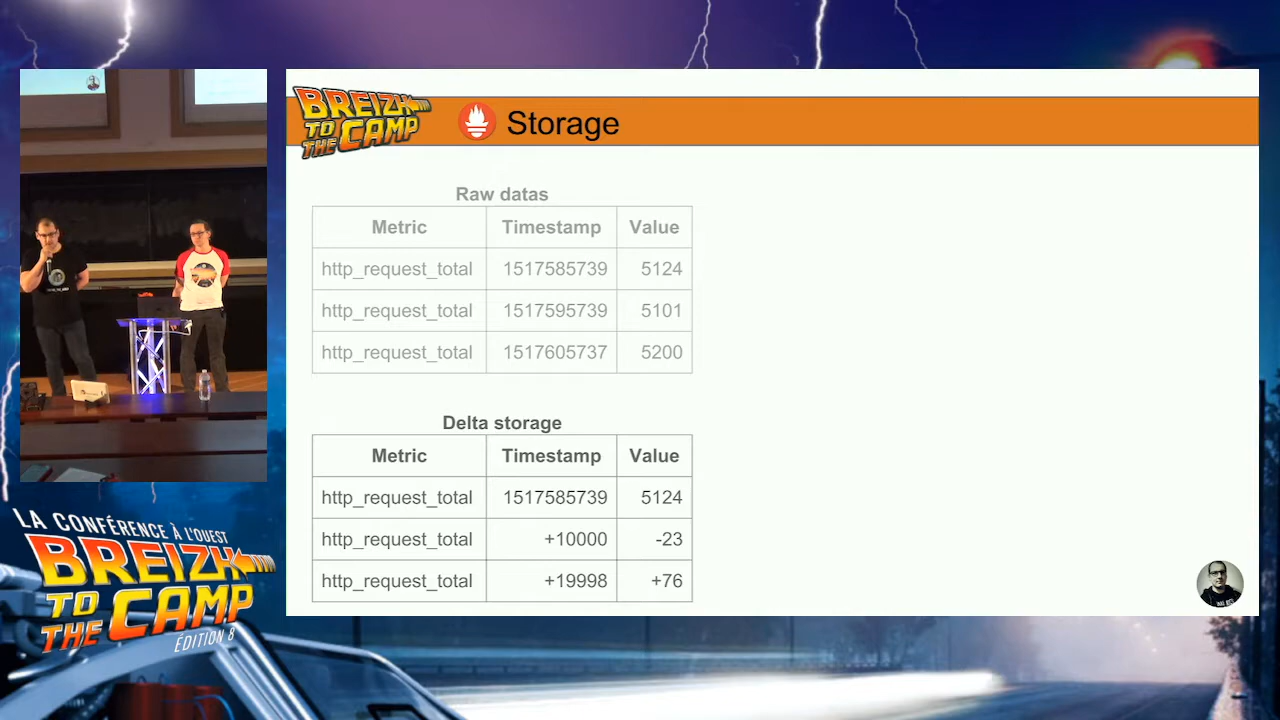 BREIZH
TO
THE CAMP
Storage
Raw datas
Metric Timestamp Value
http_request_total 1517585739 5124
http_request_total 1517595739 5101
http_request_total 1517605737 5200
Delta storage
Metric Timestamp Value
http_request_total 1517585739 5124
http_request_total +10000 -23
http_request_total +19998 +76
LA CONFÉRENCE À L'OUEST
BREIZH
TO
THE CAMP
ÉDITION 8